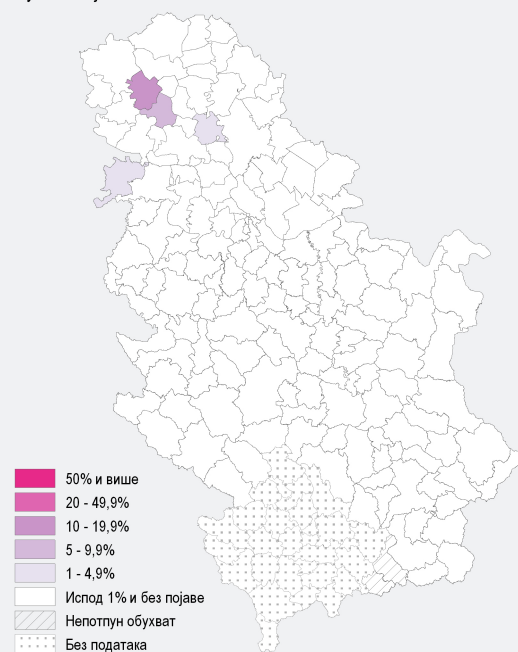 50% и више
20 - 49,9%
10 - 19,9%
5 - 9,9%
1 - 4,9%
Испод 1% и без појаве
Непотпун обухват
Без података